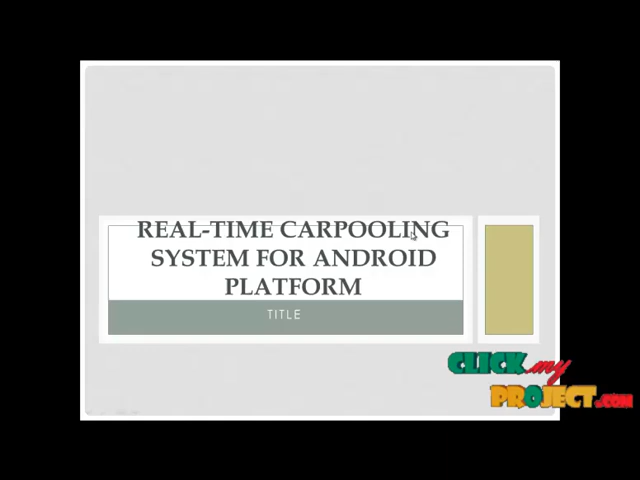 REAL-TIME CARPOOLING
SYSTEM FOR ANDROID
PLATFORM
TITLE
CLICK my
PROJECT.COM